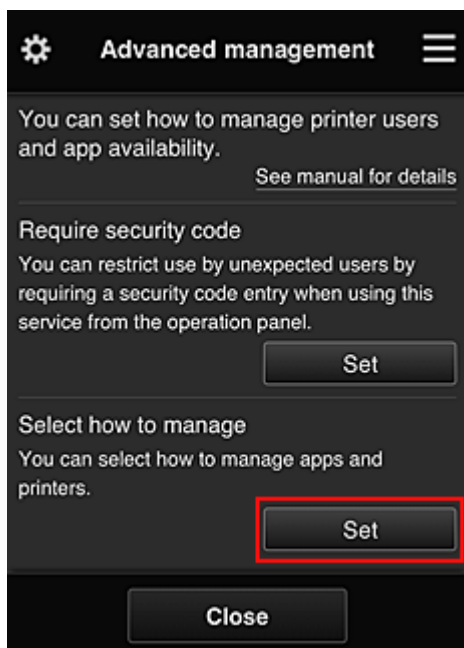 Advanced management
You can set how to manage printer users
and app availability.
See manual for details
Require security code
You can restrict use by unexpected users by
requiring a security code entry when using this
service from the operation panel.
Set
Select how to manage
You can select how to manage apps and
printers.
Set
Close